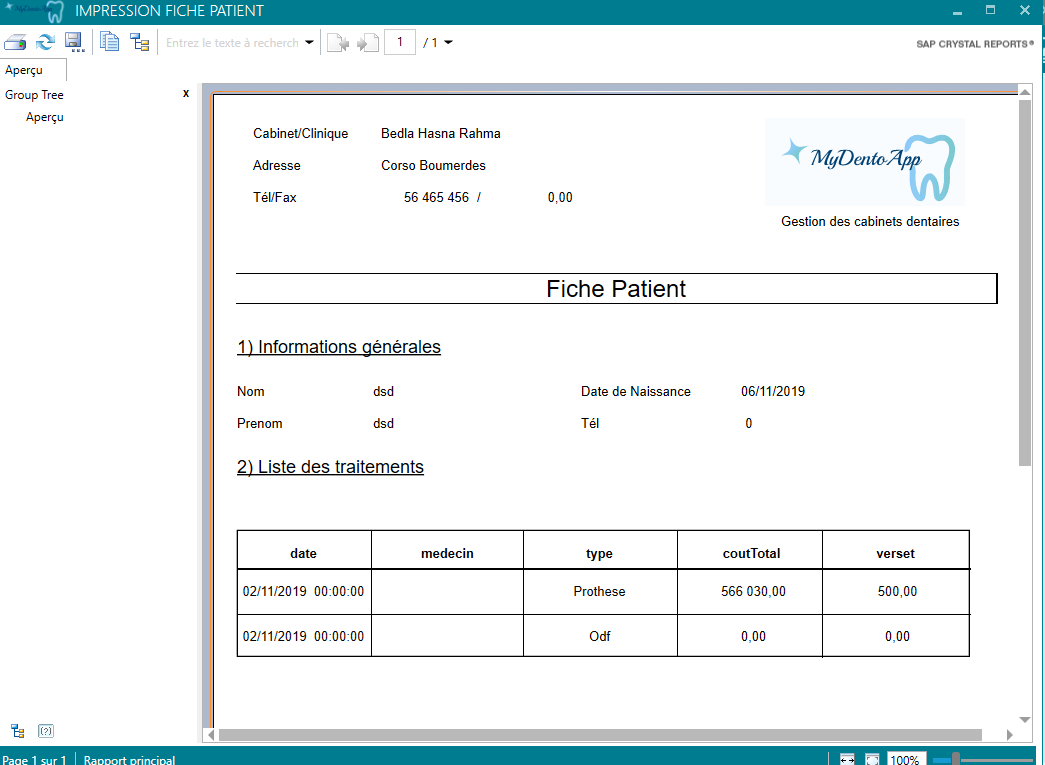 MyDentoApp IMPRESSION FICHE PATIENT
Entrez le texte à recherch 1 / 1 SAP CRYSTAL REPORTS®
Aperçu
Group Tree x
Aperçu
Cabinet/Clinique Bedla Hasna Rahma
Adresse Corso Boumerdes
Tél/Fax 56 465 456 / 0,00
MyDentoApp
Gestion des cabinets dentaires
Fiche Patient
1) Informations générales
Nom dsd Date de Naissance 06/11/2019
Prenom dsd Tél 0
2) Liste des traitements
date medecin type coutTotal verset
02/11/2019 00:00:00 Prothese 566 030,00 500,00
02/11/2019 00:00:00 Odf 0,00 0,00
Page 1 sur 1 Rapport principal 100%